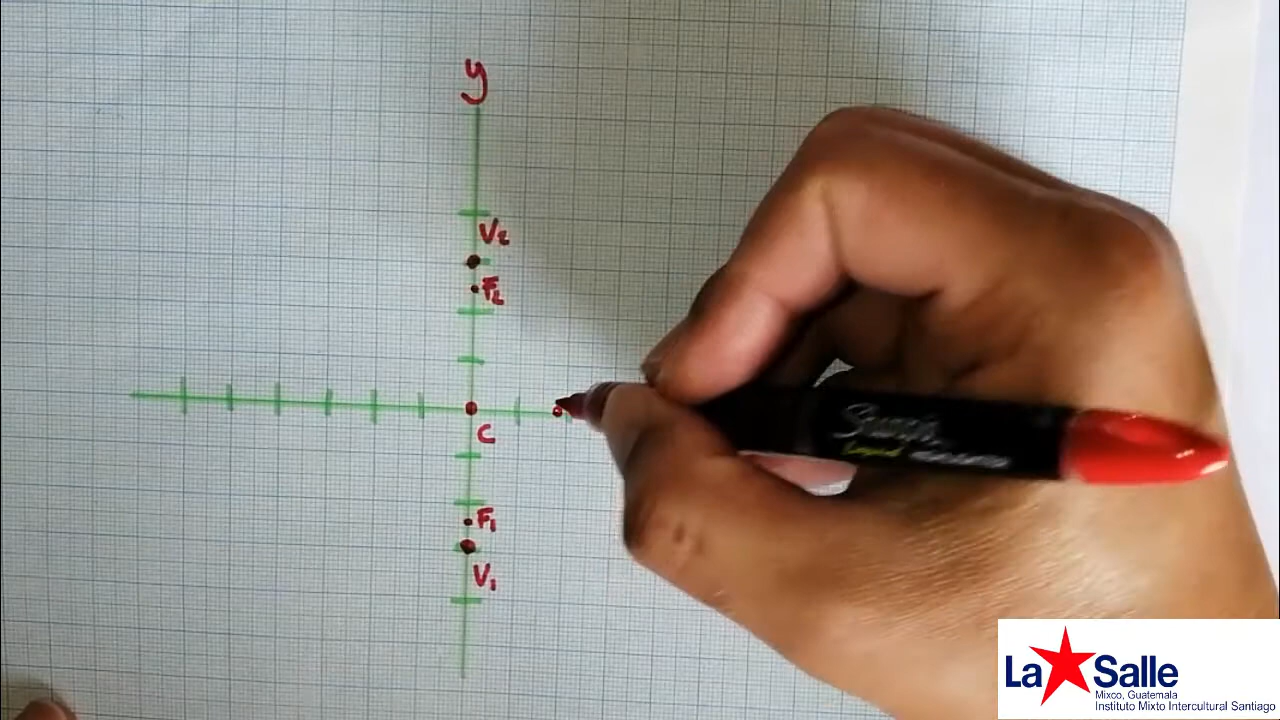 y
V₂
F₂
C
F₁
V₁
Sharpie
La Salle
Mixco, Guatemala
Instituto Mixto Intercultural Santiago